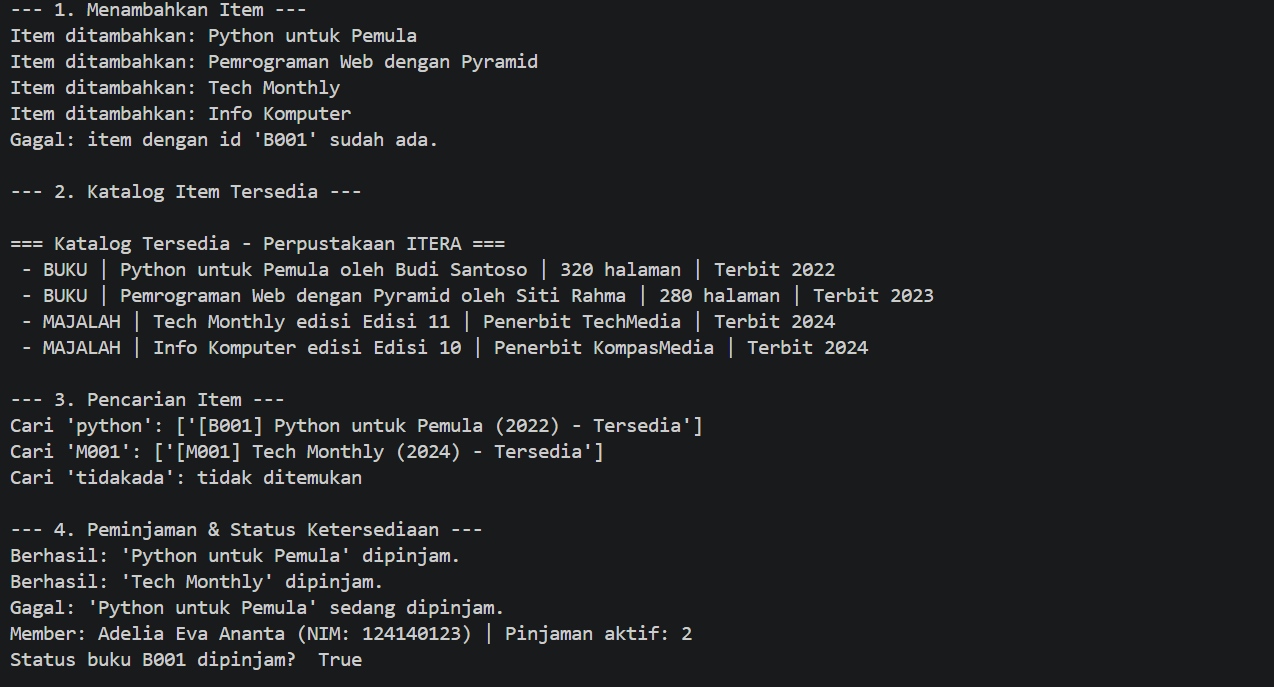 --- 1. Menambahkan Item ---
Item ditambahkan: Python untuk Pemula
Item ditambahkan: Pemrograman Web dengan Pyramid
Item ditambahkan: Tech Monthly
Item ditambahkan: Info Komputer
Gagal: item dengan id 'B001' sudah ada.
--- 2. Katalog Item Tersedia ---
=== Katalog Tersedia - Perpustakaan ITERA ===
- BUKU | Python untuk Pemula oleh Budi Santoso | 320 halaman | Terbit 2022
- BUKU | Pemrograman Web dengan Pyramid oleh Siti Rahma | 280 halaman | Terbit 2023
- MAJALAH | Tech Monthly edisi Edisi 11 | Penerbit TechMedia | Terbit 2024
- MAJALAH | Info Komputer edisi Edisi 10 | Penerbit KompasMedia | Terbit 2024
--- 3. Pencarian Item ---
Cari 'python': ['[B001] Python untuk Pemula (2022) - Tersedia']
Cari 'M001': ['[M001] Tech Monthly (2024) - Tersedia']
Cari 'tidakada': tidak ditemukan
--- 4. Peminjaman & Status Ketersediaan ---
Berhasil: 'Python untuk Pemula' dipinjam.
Berhasil: 'Tech Monthly' dipinjam.
Gagal: 'Python untuk Pemula' sedang dipinjam.
Member: Adelia Eva Ananta (NIM: 124140123) | Pinjaman aktif: 2
Status buku B001 dipinjam?  True